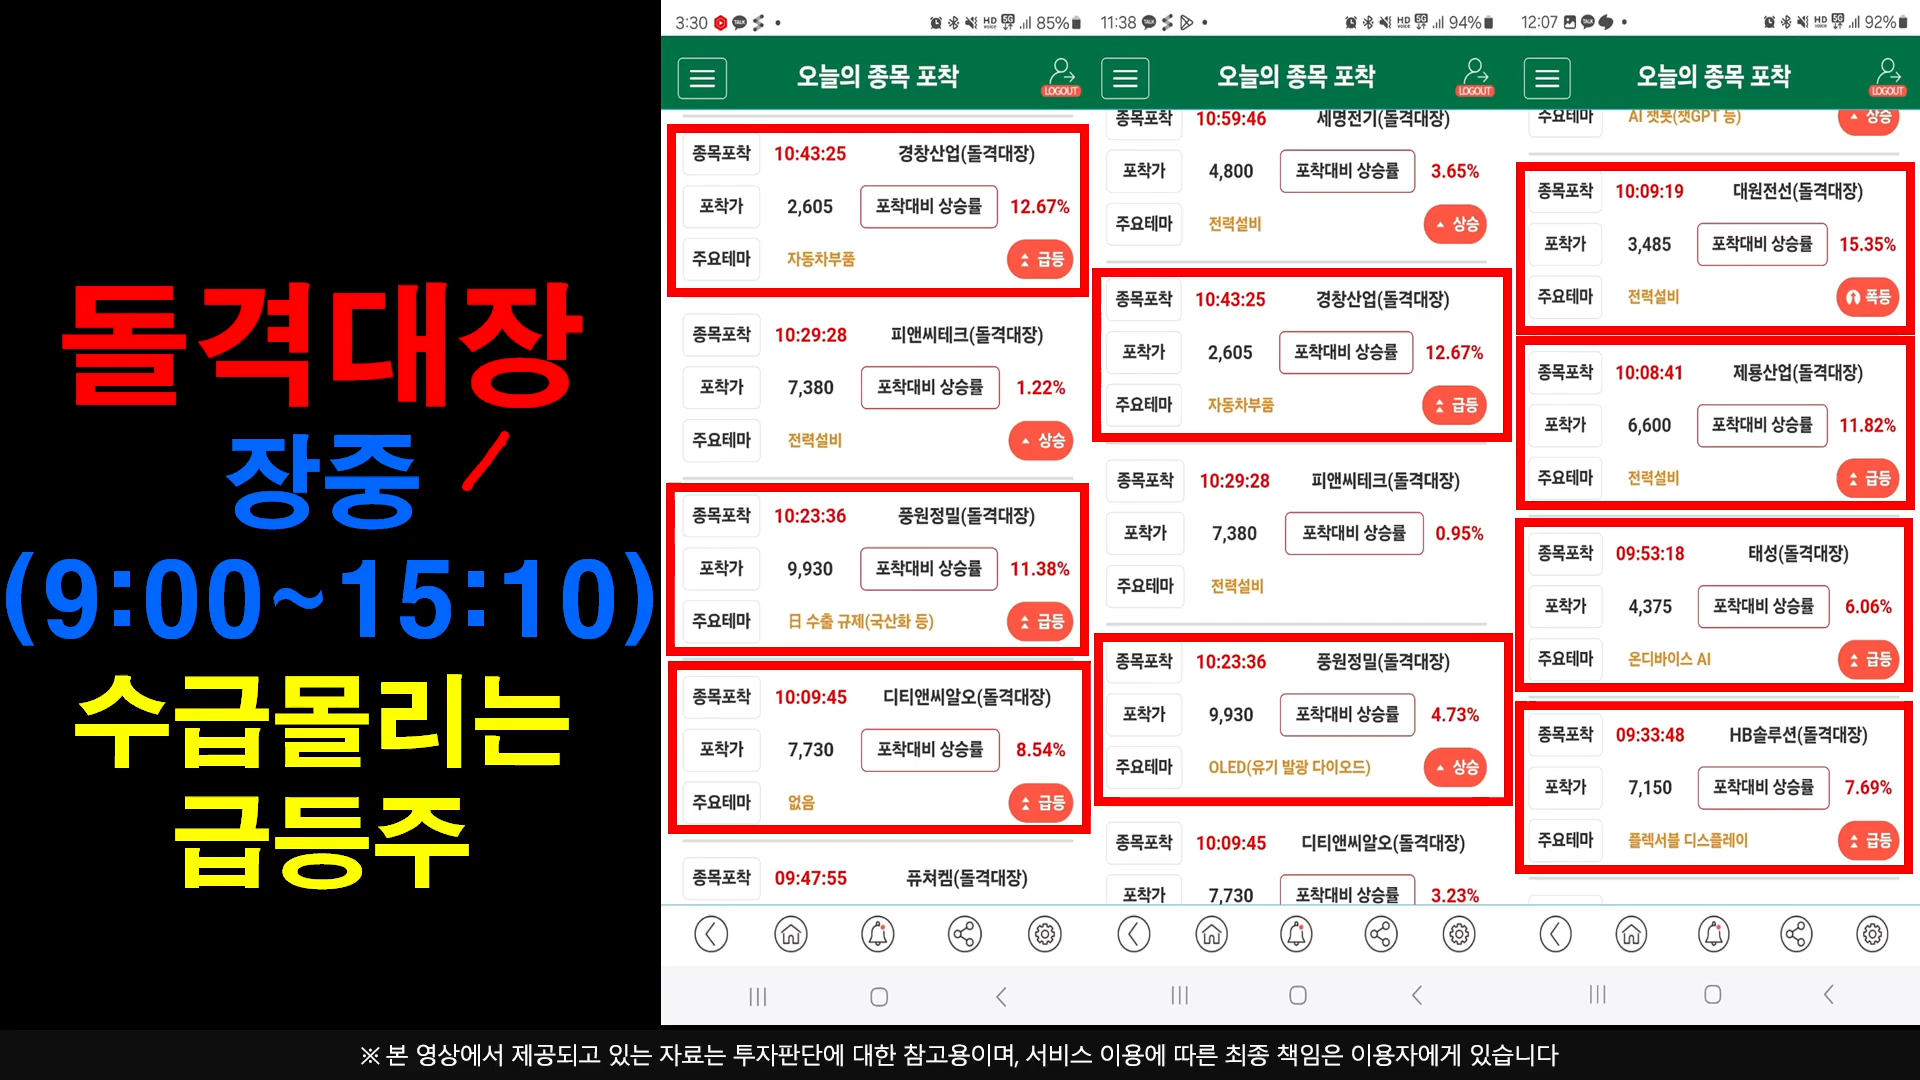 돌격대장
장중
(9:00~15:10)
수급몰리는
급등주
3:30 85%
오늘의 종목 포착
LOGOUT
종목포착 10:43:25 경창산업(돌격대장)
포착가 2,605 포착대비 상승률 12.67%
주요테마 자동차부품 급등
종목포착 10:29:28 피앤씨테크(돌격대장)
포착가 7,380 포착대비 상승률 1.22%
주요테마 전력설비 상승
종목포착 10:23:36 풍원정밀(돌격대장)
포착가 9,930 포착대비 상승률 11.38%
주요테마 日 수출 규제(국산화 등) 급등
종목포착 10:09:45 디티앤씨알오(돌격대장)
포착가 7,730 포착대비 상승률 8.54%
주요테마 없음 급등
종목포착 09:47:55 퓨쳐켐(돌격대장)
11:38 94%
오늘의 종목 포착
LOGOUT
종목포착 10:59:46 세명전기(돌격대장)
포착가 4,800 포착대비 상승률 3.65%
주요테마 전력설비 상승
종목포착 10:43:25 경창산업(돌격대장)
포착가 2,605 포착대비 상승률 12.67%
주요테마 자동차부품 급등
종목포착 10:29:28 피앤씨테크(돌격대장)
포착가 7,380 포착대비 상승률 0.95%
주요테마 전력설비
종목포착 10:23:36 풍원정밀(돌격대장)
포착가 9,930 포착대비 상승률 4.73%
주요테마 OLED(유기 발광 다이오드) 상승
종목포착 10:09:45 디티앤씨알오(돌격대장)
포착가 7,730 포착대비 상승률 3.23%
12:07 92%
오늘의 종목 포착
LOGOUT
주요테마 AI 챗봇(챗GPT 등) 상승
종목포착 10:09:19 대원전선(돌격대장)
포착가 3,485 포착대비 상승률 15.35%
주요테마 전력설비 폭등
종목포착 10:08:41 제룡산업(돌격대장)
포착가 6,600 포착대비 상승률 11.82%
주요테마 전력설비 급등
종목포착 09:53:18 태성(돌격대장)
포착가 4,375 포착대비 상승률 6.06%
주요테마 온디바이스 AI 급등
종목포착 09:33:48 HB솔루션(돌격대장)
포착가 7,150 포착대비 상승률 7.69%
주요테마 플렉서블 디스플레이 급등
※ 본 영상에서 제공되고 있는 자료는 투자판단에 대한 참고용이며, 서비스 이용에 따른 최종 책임은 이용자에게 있습니다